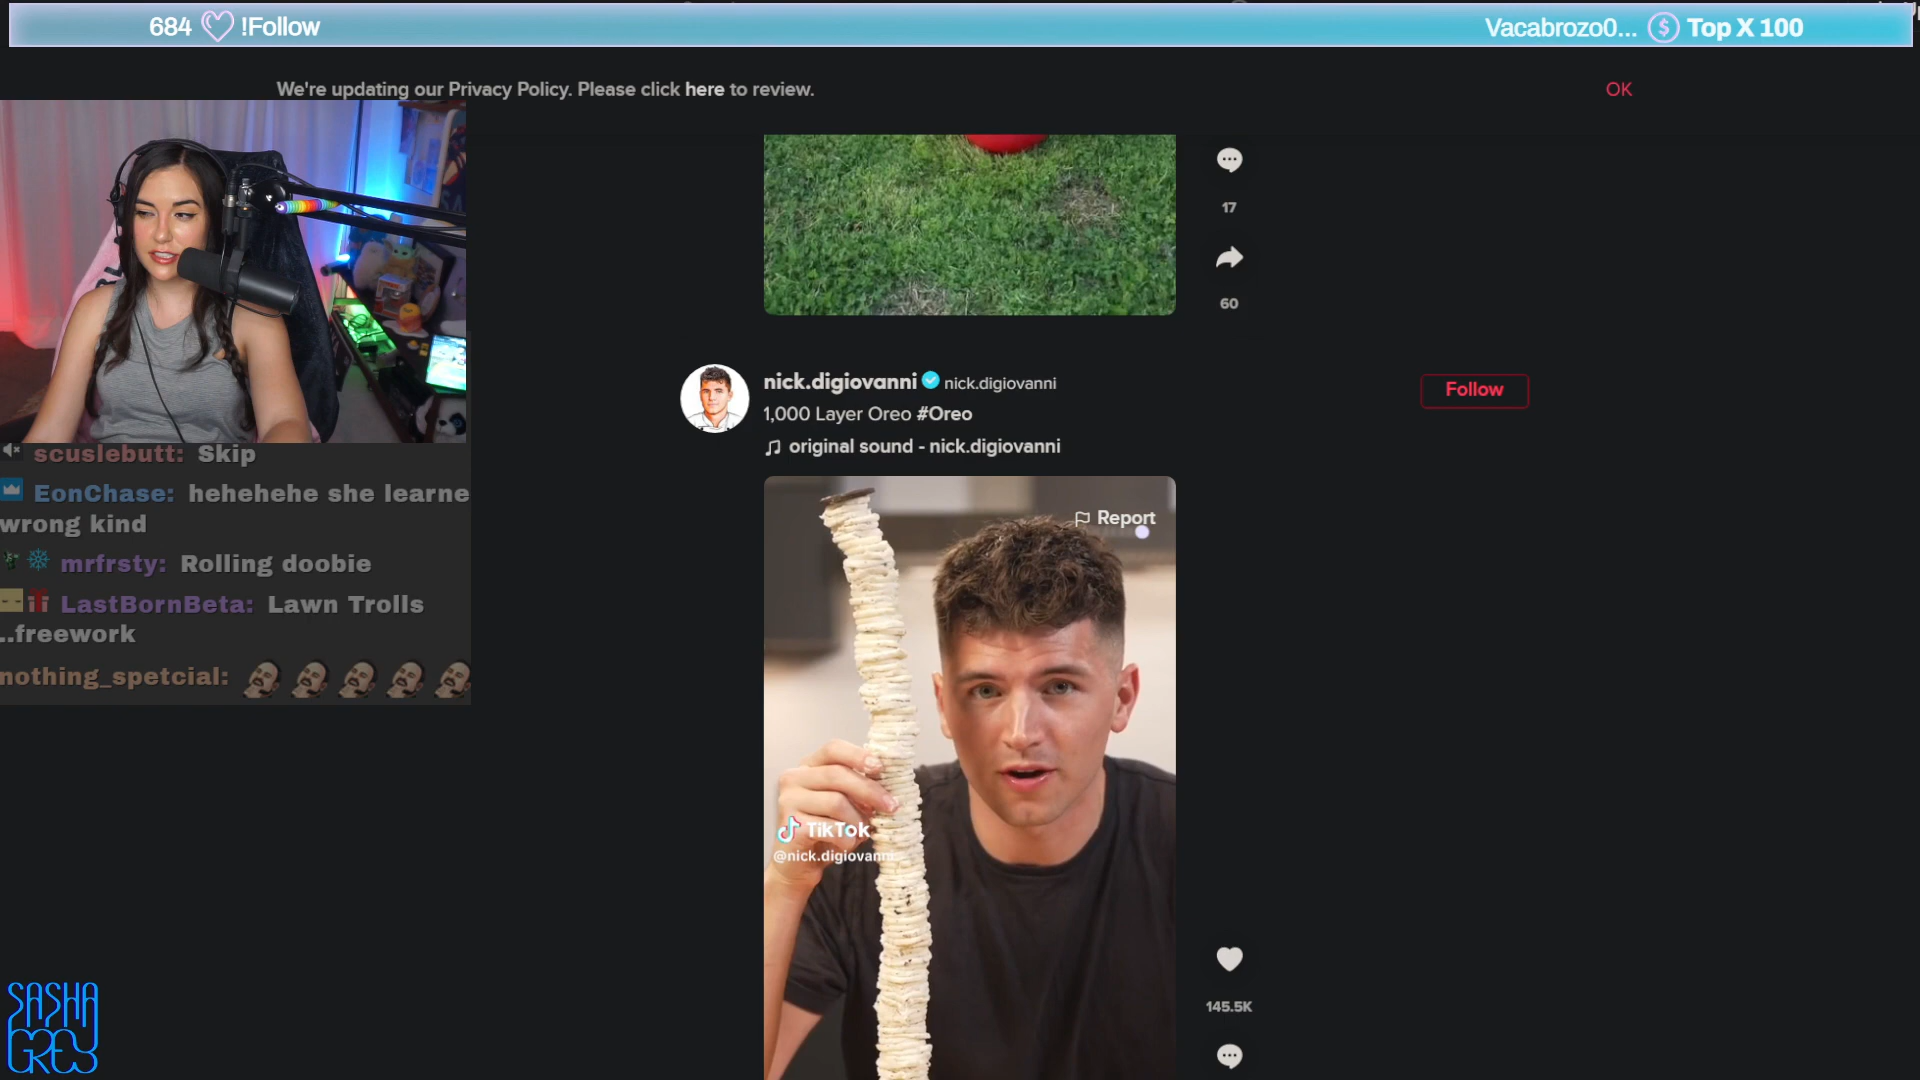 684 !Follow
Vacabrozo0... $ Top X 100
We're updating our Privacy Policy. Please click here to review.
OK
17
60
nick.digiovanni nick.digiovanni
1,000 Layer Oreo #Oreo
original sound - nick.digiovanni
Follow
scuslebutt: Skip
EonChase: hehehehe she learne
wrong kind
mrfrsty: Rolling doobie
LastBornBeta: Lawn Trolls
..freework
nothing_spetcial:
Report
TikTok
@nick.digiovanni
145.5K
SASHA
GREY